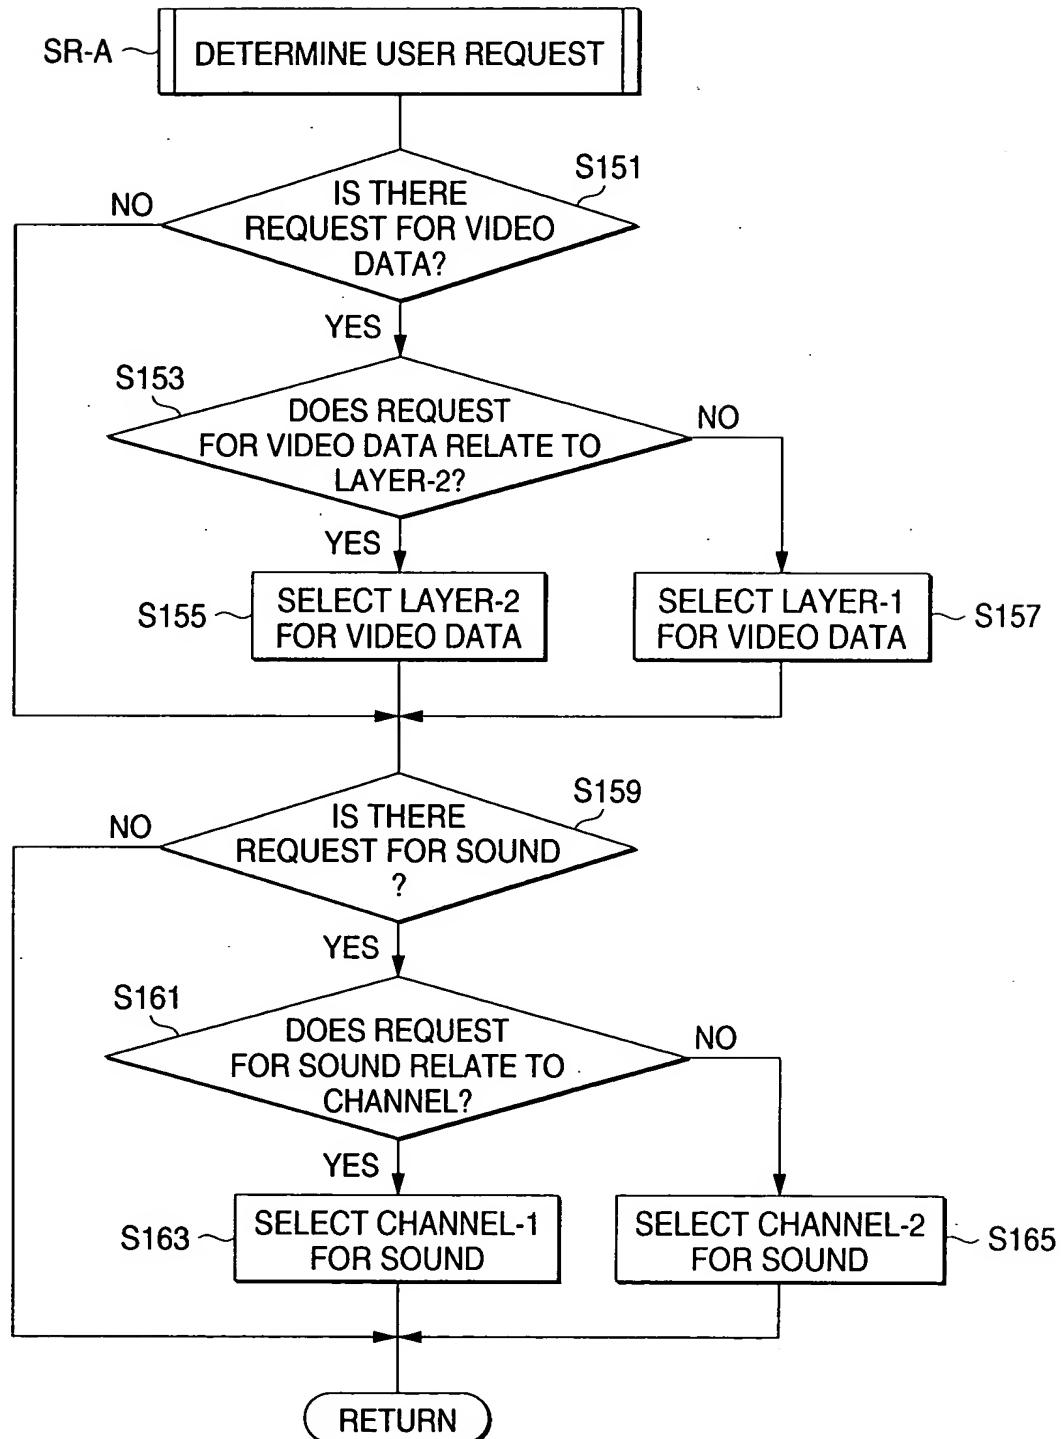 SR-A
DETERMINE USER REQUEST
S151
IS THERE
REQUEST FOR VIDEO
DATA?
NO
YES
S153
DOES REQUEST
FOR VIDEO DATA RELATE TO
LAYER-2?
NO
YES
S155
SELECT LAYER-2
FOR VIDEO DATA
SELECT LAYER-1
FOR VIDEO DATA
S157
S159
IS THERE
REQUEST FOR SOUND
?
NO
YES
S161
DOES REQUEST
FOR SOUND RELATE TO
CHANNEL?
NO
YES
S163
SELECT CHANNEL-1
FOR SOUND
SELECT CHANNEL-2
FOR SOUND
S165
RETURN